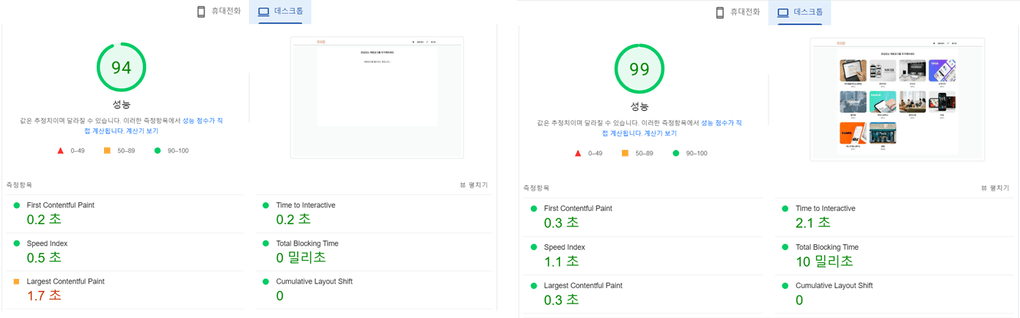 휴대전화
데스크톱
94
성능
값은 추정치이며 달라질 수 있습니다. 이러한 측정항목에서 성능 점수가 직
접 계산됩니다. 계산기 보기
0–49
50–89
90–100
측정항목
펼치기
First Contentful Paint
0.2 초
Time to Interactive
0.2 초
Speed Index
0.5 초
Total Blocking Time
0 밀리초
Largest Contentful Paint
1.7 초
Cumulative Layout Shift
0
휴대전화
데스크톱
99
성능
값은 추정치이며 달라질 수 있습니다. 이러한 측정항목에서 성능 점수가 직
접 계산됩니다. 계산기 보기
0–49
50–89
90–100
측정항목
펼치기
First Contentful Paint
0.3 초
Time to Interactive
2.1 초
Speed Index
1.1 초
Total Blocking Time
10 밀리초
Largest Contentful Paint
0.3 초
Cumulative Layout Shift
0